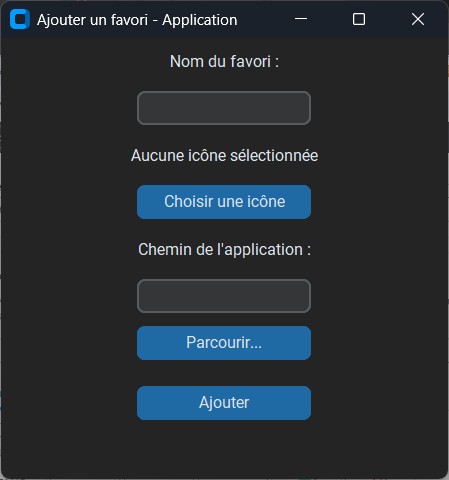 Ajouter un favori - Application
Nom du favori :
Aucune icône sélectionnée
Choisir une icône
Chemin de l'application :
Parcourir...
Ajouter